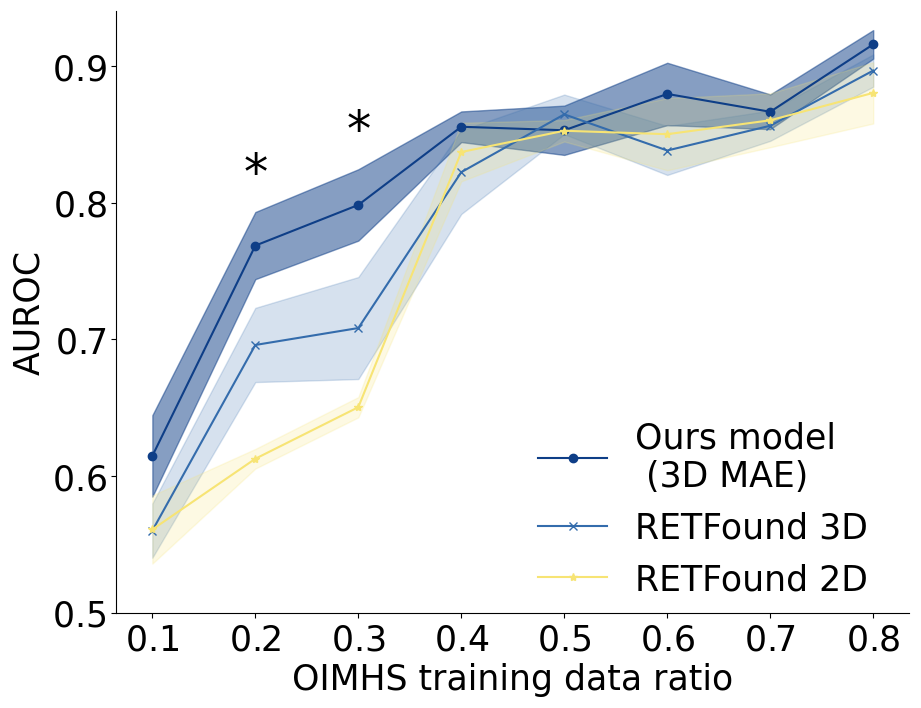 *
*
0.9
0.8
0.7
0.6
0.5
AUROC
Ours model
(3D MAE)
RETFound 3D
RETFound 2D
0.1 0.2 0.3 0.4 0.5 0.6 0.7 0.8
OIMHS training data ratio